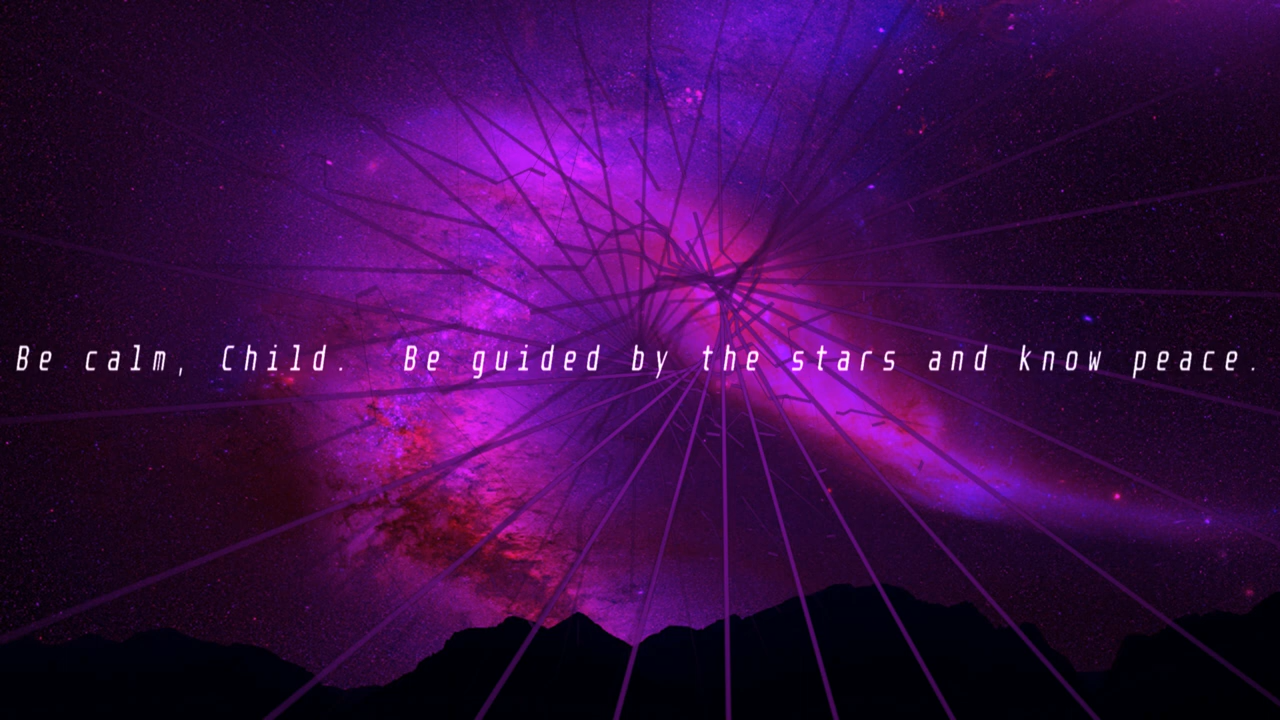 Be calm, Child.  Be guided by the stars and know peace.